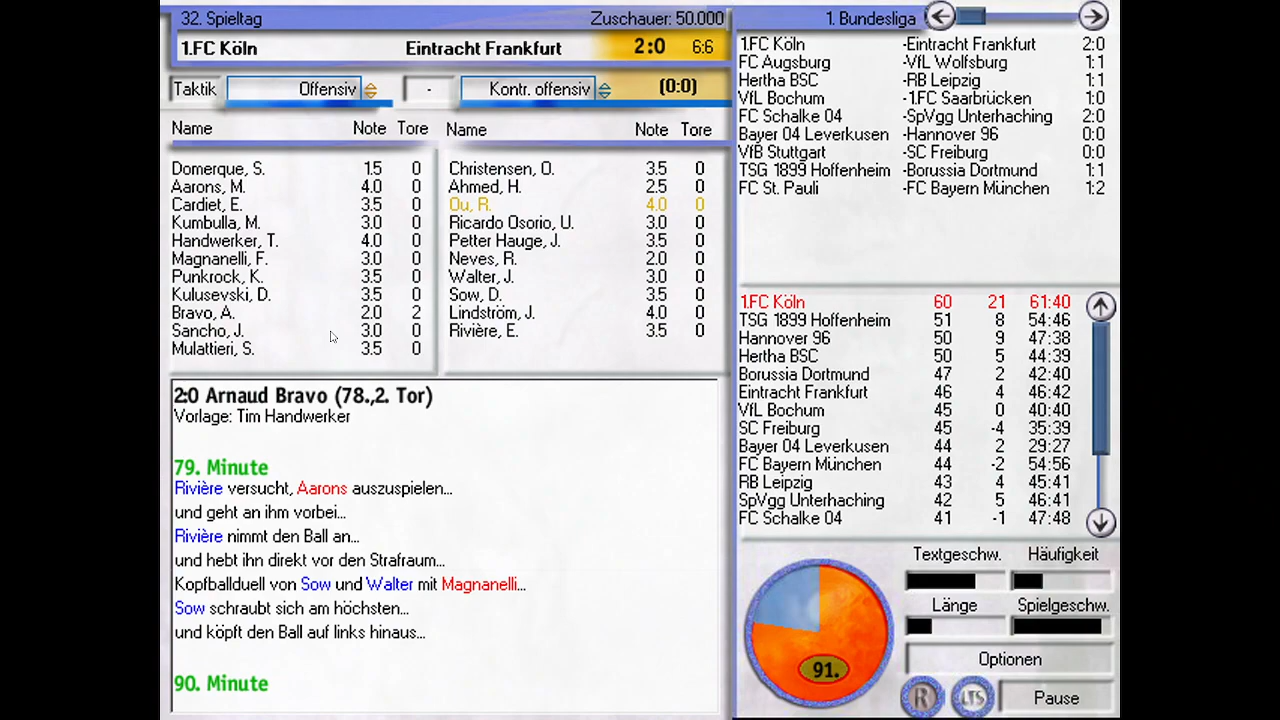 32. Spieltag Zuschauer: 50.000
1.FC Köln Eintracht Frankfurt 2:0 6:6
Taktik Offensiv - Kontr. offensiv (0:0)
Name Note Tore Name Note Tore
Domerque, S. 1.5 0 Christensen, O. 3.5 0
Aarons, M. 4.0 0 Ahmed, H. 2.5 0
Cardiet, E. 3.5 0 Ou, R. 4.0 0
Kumbulla, M. 3.0 0 Ricardo Osorio, U. 3.0 0
Handwerker, T. 4.0 0 Petter Hauge, J. 3.5 0
Magnanelli, F. 3.0 0 Neves, R. 2.0 0
Punkrock, K. 3.5 0 Walter, J. 3.0 0
Kulusevski, D. 3.5 0 Sow, D. 3.5 0
Bravo, A. 2.0 2 Lindström, J. 4.0 0
Sancho, J. 3.0 0 Rivière, E. 3.5 0
Mulattieri, S. 3.5 0
2:0 Arnaud Bravo (78.,2. Tor)
Vorlage: Tim Handwerker
79. Minute
Rivière versucht, Aarons auszuspielen...
und geht an ihm vorbei...
Rivière nimmt den Ball an...
und hebt ihn direkt vor den Strafraum...
Kopfballduell von Sow und Walter mit Magnanelli...
Sow schraubt sich am höchsten...
und köpft den Ball auf links hinaus...
90. Minute
1. Bundesliga
1.FC Köln -Eintracht Frankfurt 2:0
FC Augsburg -VfL Wolfsburg 1:1
Hertha BSC -RB Leipzig 1:1
VfL Bochum -1.FC Saarbrücken 1:0
FC Schalke 04 -SpVgg Unterhaching 2:0
Bayer 04 Leverkusen -Hannover 96 0:0
VfB Stuttgart -SC Freiburg 0:0
TSG 1899 Hoffenheim -Borussia Dortmund 1:1
FC St. Pauli -FC Bayern München 1:2
1.FC Köln 60 21 61:40
TSG 1899 Hoffenheim 51 8 54:46
Hannover 96 50 9 47:38
Hertha BSC 50 5 44:39
Borussia Dortmund 47 2 42:40
Eintracht Frankfurt 46 4 46:42
VfL Bochum 45 0 40:40
SC Freiburg 45 -4 35:39
Bayer 04 Leverkusen 44 2 29:27
FC Bayern München 44 -2 54:56
RB Leipzig 43 4 45:41
SpVgg Unterhaching 42 5 46:41
FC Schalke 04 41 -1 47:48
Textgeschw. Häufigkeit
Länge Spielgeschw.
91.
Optionen
R LTS Pause